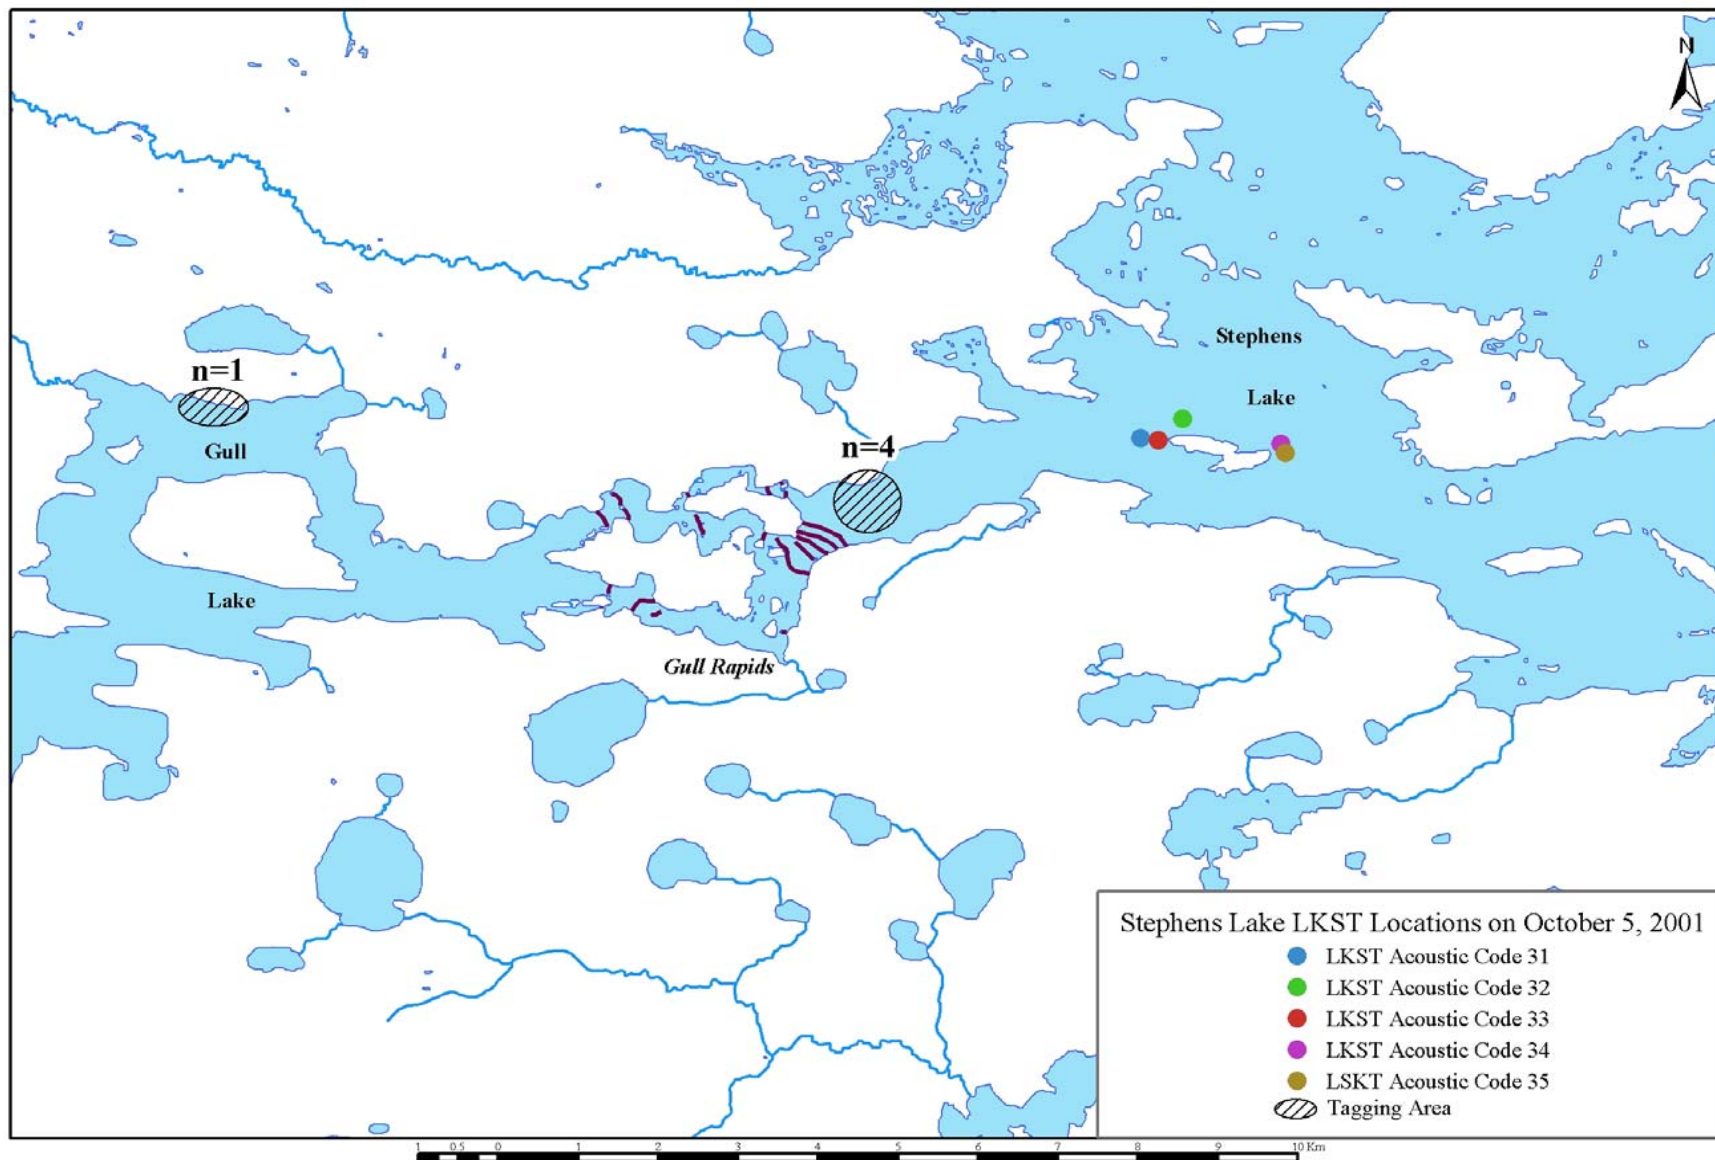 N
Stephens
n=1
Lake
Gull
n=4
Lake
Gull Rapids
Stephens Lake LKST Locations on October 5, 2001
LKST Acoustic Code 31
LKST Acoustic Code 32
LKST Acoustic Code 33
LKST Acoustic Code 34
LSKT Acoustic Code 35
Tagging Area
1 0.5 0 1 2 3 4 5 6 7 8 9 10 Km